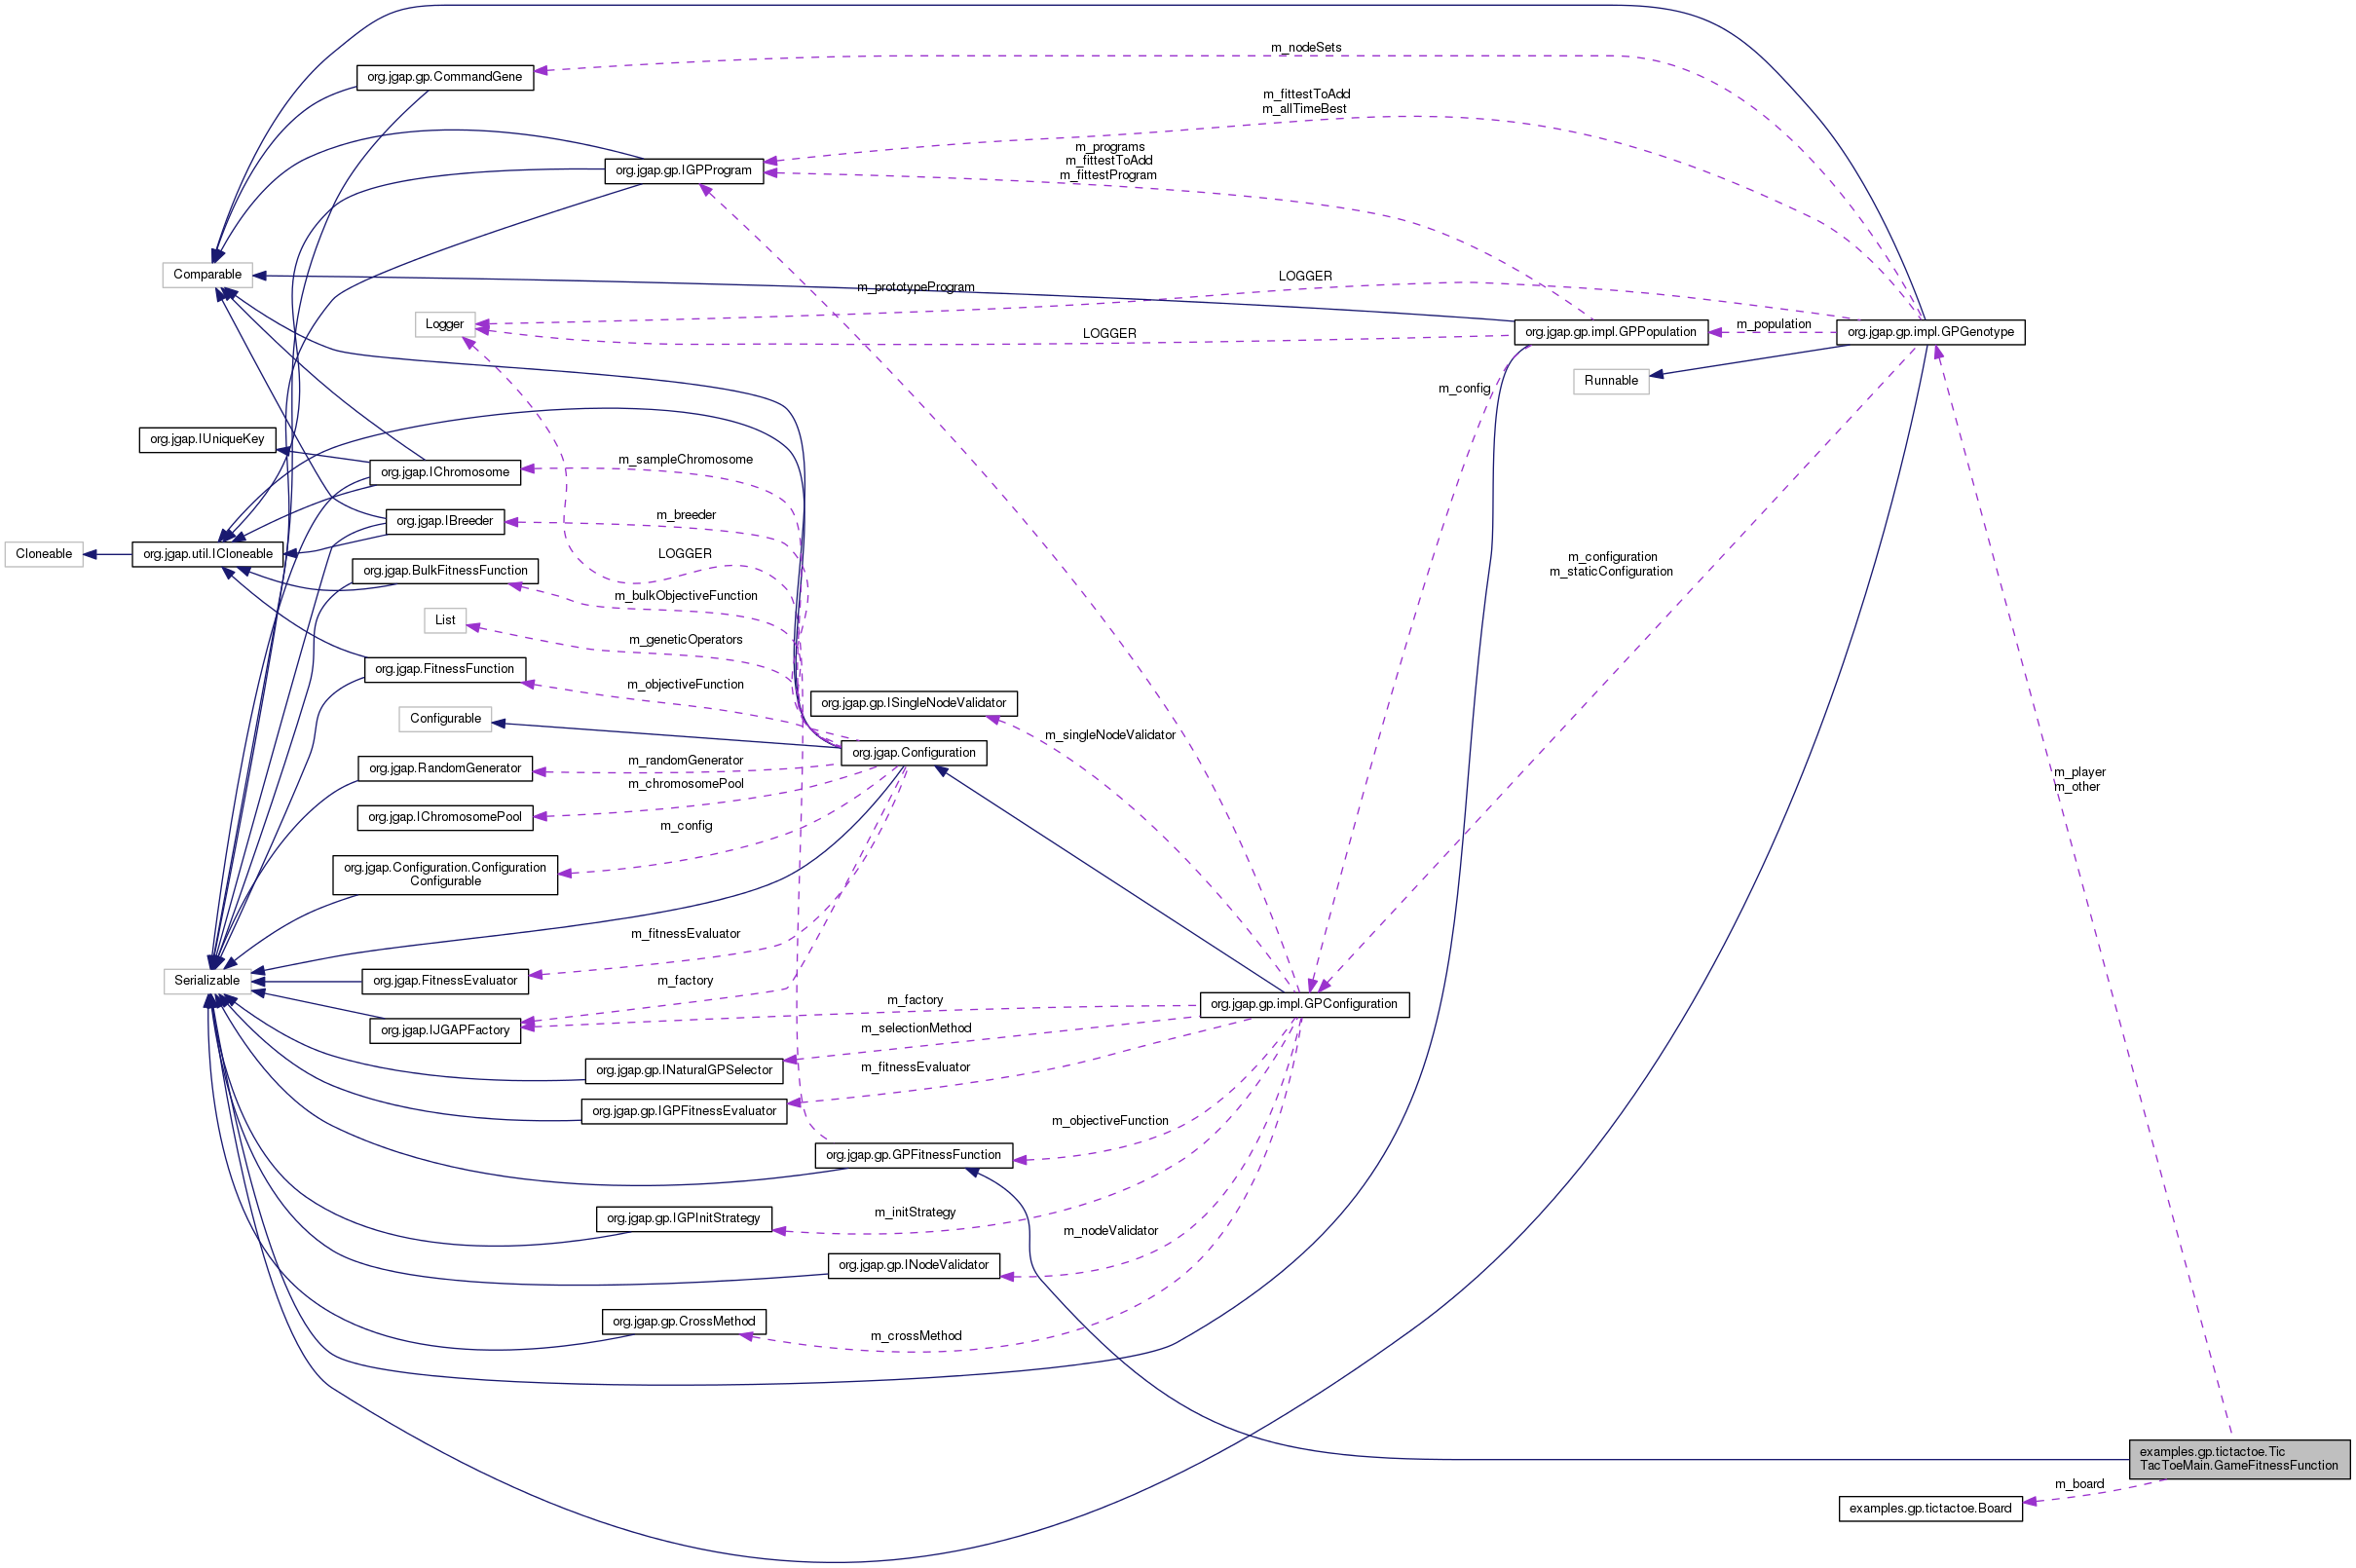 m_nodeSets
org.jgap.gp.CommandGene
m_fittestToAdd
m_allTimeBest
m_programs
m_fittestToAdd
m_fittestProgram
org.jgap.gp.IGPProgram
Comparable
LOGGER
m_prototypeProgram
Logger
LOGGER
org.jgap.gp.impl.GPPopulation
m_population
org.jgap.gp.impl.GPGenotype
Runnable
m_config
org.jgap.IUniqueKey
m_sampleChromosome
org.jgap.IChromosome
m_breeder
org.jgap.IBreeder
Cloneable
org.jgap.util.ICloneable
LOGGER
m_configuration
m_staticConfiguration
org.jgap.BulkFitnessFunction
m_bulkObjectiveFunction
List
m_geneticOperators
org.jgap.FitnessFunction
m_objectiveFunction
org.jgap.gp.ISingleNodeValidator
Configurable
m_singleNodeValidator
org.jgap.Configuration
m_randomGenerator
org.jgap.RandomGenerator
m_player
m_other
m_chromosomePool
org.jgap.IChromosomePool
m_config
org.jgap.Configuration.Configuration
Configurable
m_fitnessEvaluator
Serializable
org.jgap.FitnessEvaluator
m_factory
m_factory
org.jgap.gp.impl.GPConfiguration
org.jgap.IJGAPFactory
m_selectionMethod
org.jgap.gp.INaturalGPSelector
m_fitnessEvaluator
org.jgap.gp.IGPFitnessEvaluator
m_objectiveFunction
org.jgap.gp.GPFitnessFunction
m_initStrategy
org.jgap.gp.IGPInitStrategy
m_nodeValidator
org.jgap.gp.INodeValidator
org.jgap.gp.CrossMethod
m_crossMethod
examples.gp.tictactoe.Tic
TacToeMain.GameFitnessFunction
m_board
examples.gp.tictactoe.Board